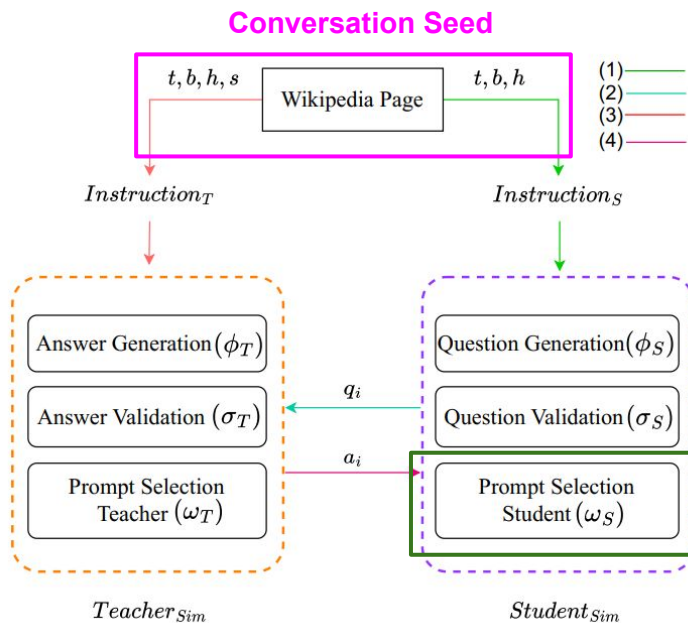 Conversation Seed
t, b, h, s
Wikipedia Page
t, b, h
(1)
(2)
(3)
(4)
Instruction_T
Instruction_S
Answer Generation(ϕ_T)
Answer Validation (σ_T)
Prompt Selection
Teacher(ω_T)
q_i
a_i
Question Generation(ϕ_S)
Question Validation(σ_S)
Prompt Selection
Student(ω_S)
Teacher_Sim
Student_Sim